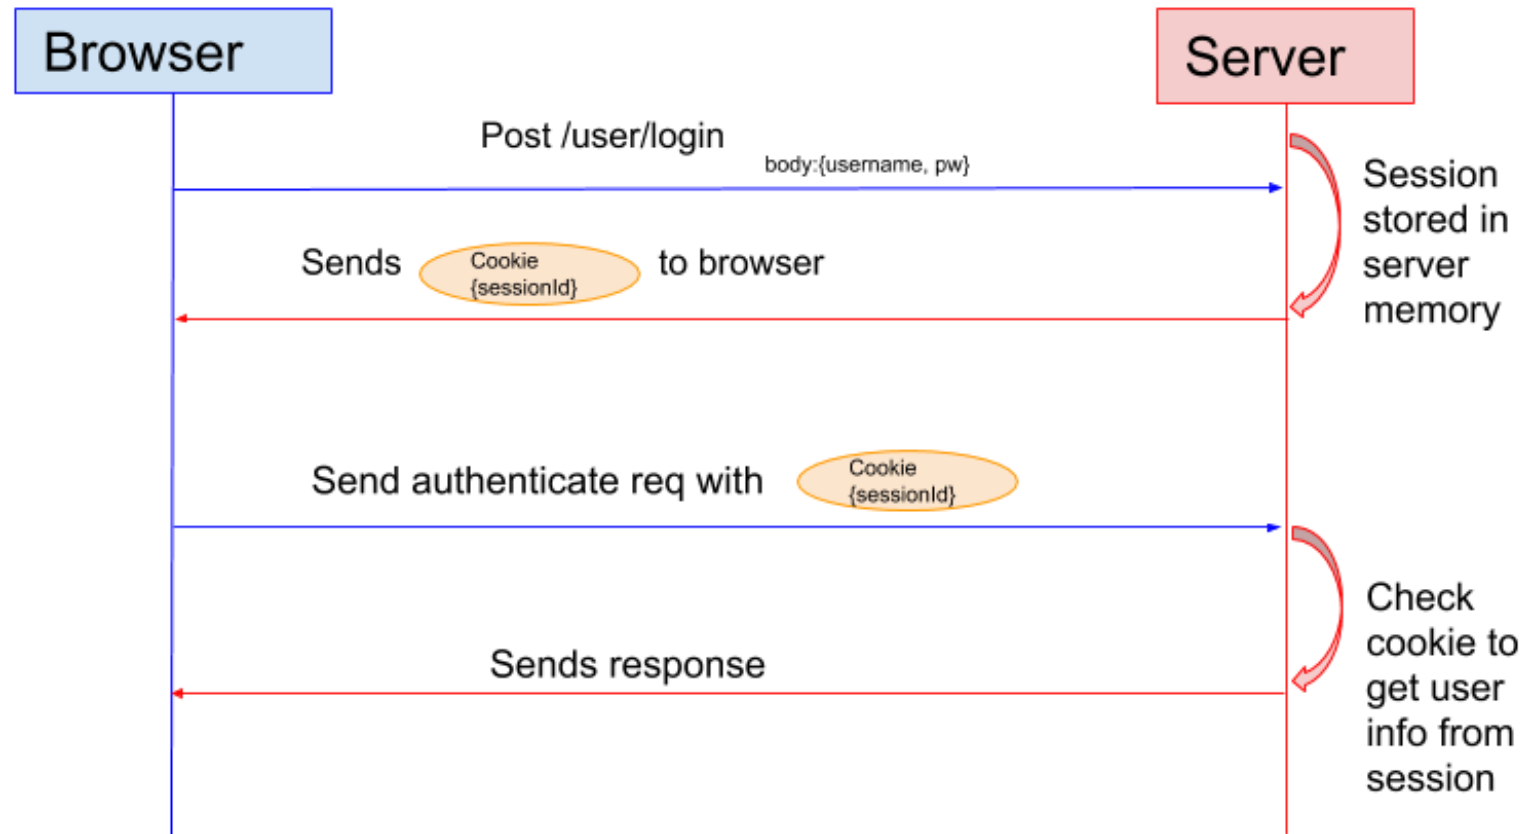 Browser
Server
Post /user/login
body:{username, pw}
Session
stored in
server
memory
Sends
Cookie
{sessionId}
to browser
Send authenticate req with
Cookie
{sessionId}
Check
cookie to
get user
info from
session
Sends response